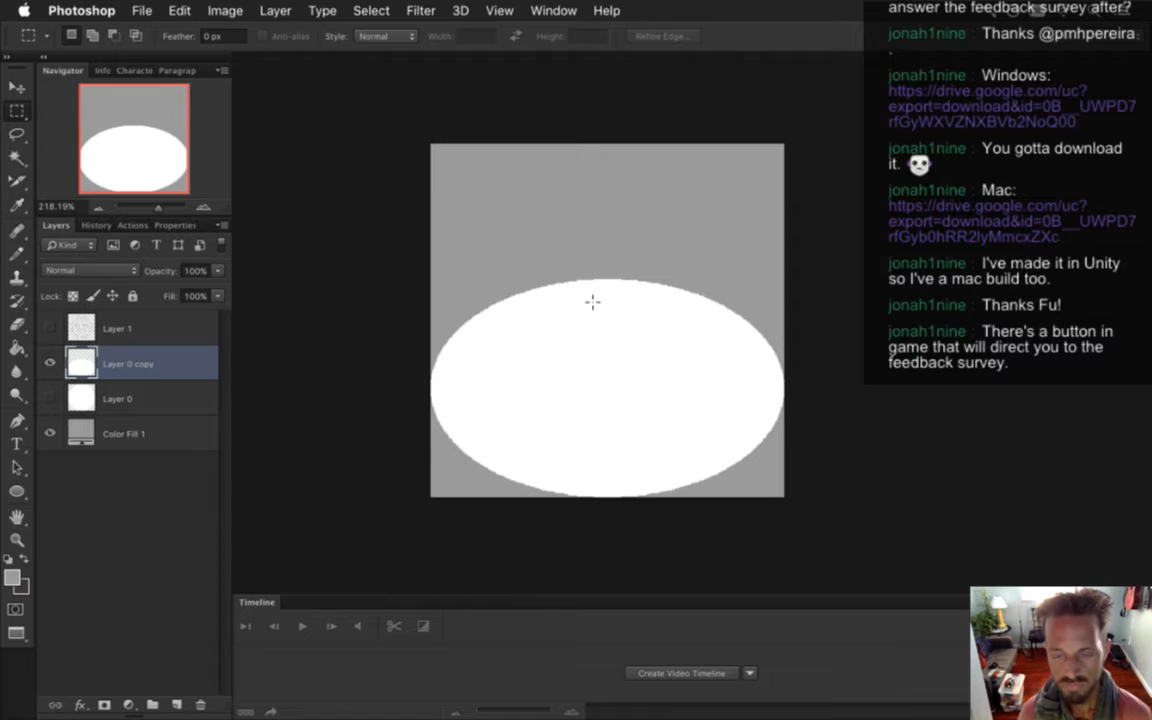 Photoshop File Edit Image Layer Type Select Filter 3D View Window Help
Feather: 0 px Anti-alias Style: Normal Width: Height: Refine Edge...
Navigator Info Characte Paragrap
218.19%
Layers History Actions Properties
Kind
Normal Opacity: 100%
Lock: Fill: 100%
Layer 1
Layer 0 copy
Layer 0
Color Fill 1
Timeline
Create Video Timeline
answer the feedback survey after?
jonah1nine : Thanks @pmhpereira
.
jonah1nine : Windows:
https://drive.google.com/uc?
export=download&id=0B__UWPD7
rfGyWXVZNXBVb2NoQ00
jonah1nine : You gotta download
it.
jonah1nine : Mac:
https://drive.google.com/uc?
export=download&id=0B__UWPD7
rfGyb0hRR2lyMmcxZXc
jonah1nine : I've made it in Unity
so I've a mac build too.
jonah1nine : Thanks Fu!
jonah1nine : There's a button in
game that will direct you to the
feedback survey.